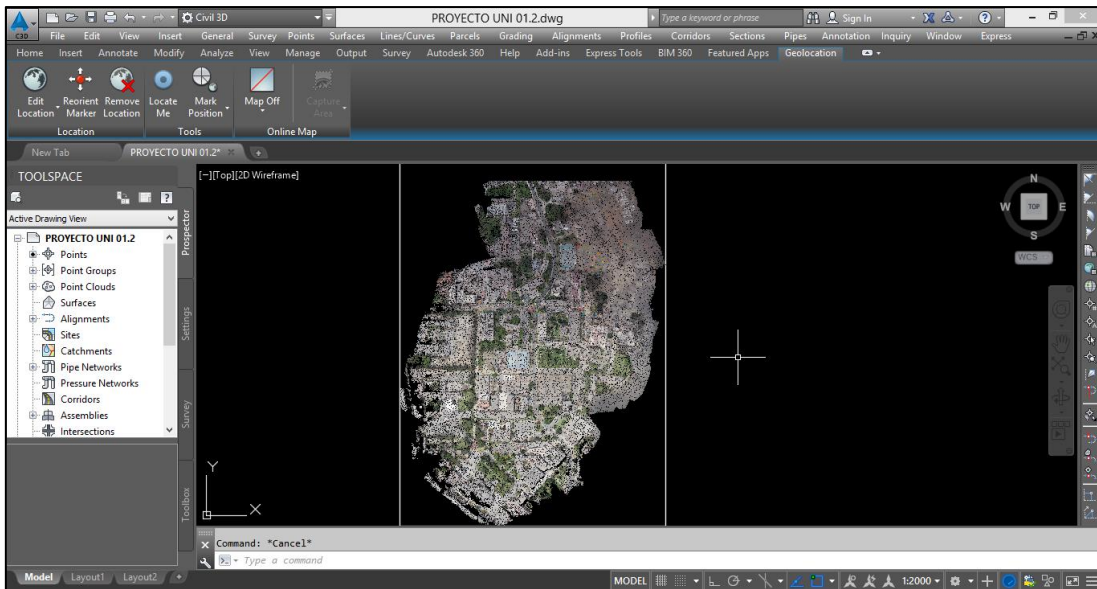 Civil 3D PROYECTO UNI 01.2.dwg Type a keyword or phrase Sign In
C3D File Edit View Insert General Survey Points Surfaces Lines/Curves Parcels Grading Alignments Profiles Corridors Sections Pipes Annotation Inquiry Window Express
Home Insert Annotate Modify Analyze View Manage Output Survey Autodesk 360 Help Add-ins Express Tools BIM 360 Featured Apps Geolocation
Edit Location Reorient Marker Remove Location Locate Me Mark Position Map Off Capture Area
Location Tools Online Map
New Tab PROYECTO UNI 01.2*
TOOLSPACE
[−][Top][2D Wireframe]
Active Drawing View
PROYECTO UNI 01.2
Points
Point Groups
Point Clouds
Surfaces
Alignments
Sites
Catchments
Pipe Networks
Pressure Networks
Corridors
Assemblies
Intersections
Prospector
Settings
Survey
Toolbox
N
W TOP E
S
WCS
Y
X
Command: *Cancel*
Type a command
Model Layout1 Layout2 + MODEL 1:2000